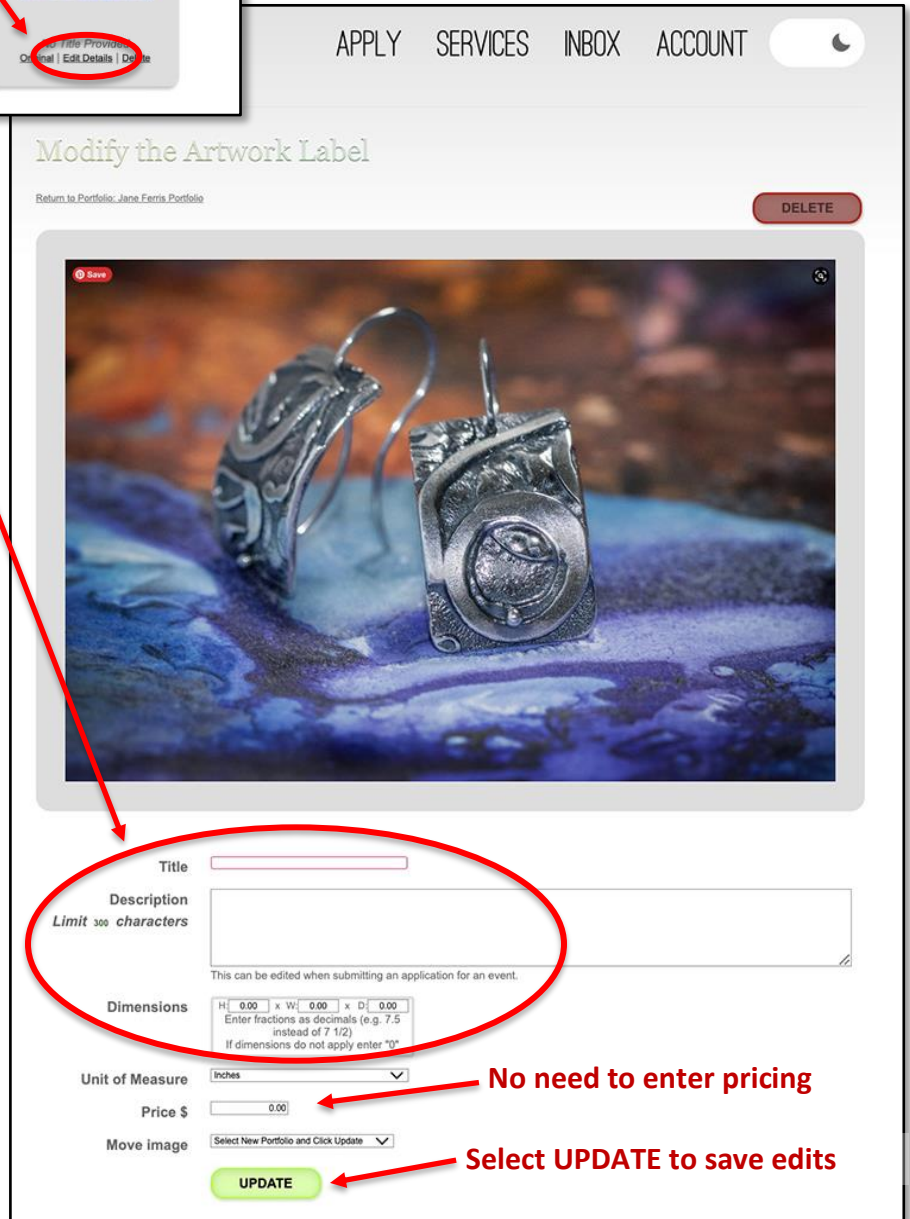 No Title Provided
Original | Edit Details | Delete
APPLY SERVICES INBOX ACCOUNT
Modify the Artwork Label
Return to Portfolio: Jane Ferris Portfolio
DELETE
Save
Title
Description
Limit 300 characters
This can be edited when submitting an application for an event.
Dimensions
H: 0.00 x W: 0.00 x D: 0.00
Enter fractions as decimals (e.g. 7.5
instead of 7 1/2)
If dimensions do not apply enter "0"
Unit of Measure
Inches
No need to enter pricing
Price $
0.00
Move image
Select New Portfolio and Click Update
Select UPDATE to save edits
UPDATE